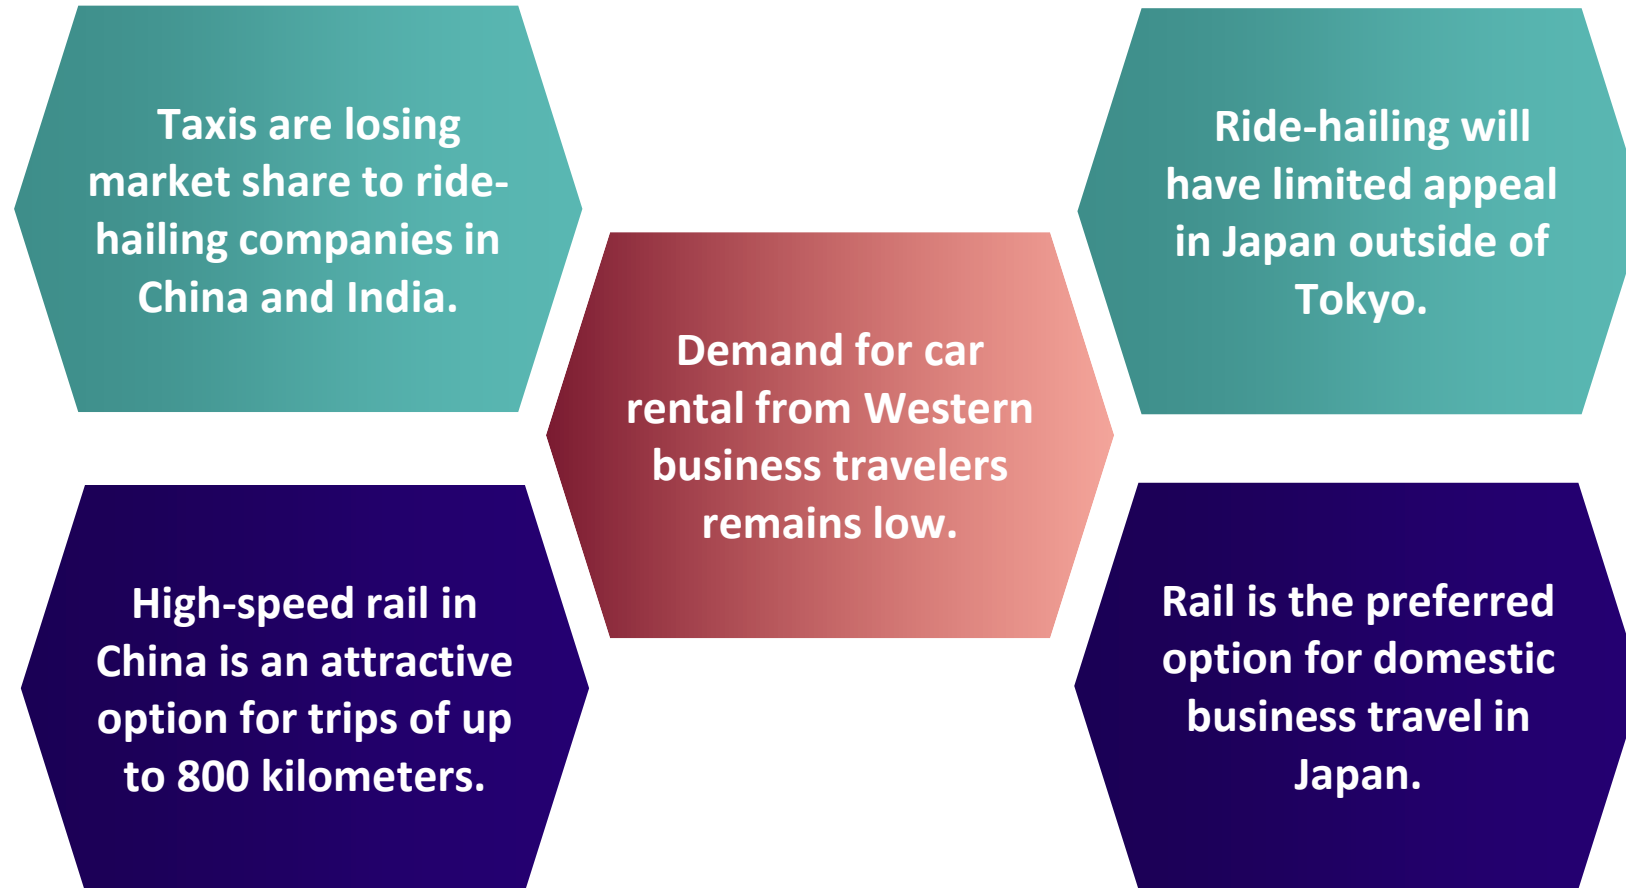 Taxis are losing
market share to ride-
hailing companies in
China and India.
Ride-hailing will
have limited appeal
in Japan outside of
Tokyo.
Demand for car
rental from Western
business travelers
remains low.
High-speed rail in
China is an attractive
option for trips of up
to 800 kilometers.
Rail is the preferred
option for domestic
business travel in
Japan.